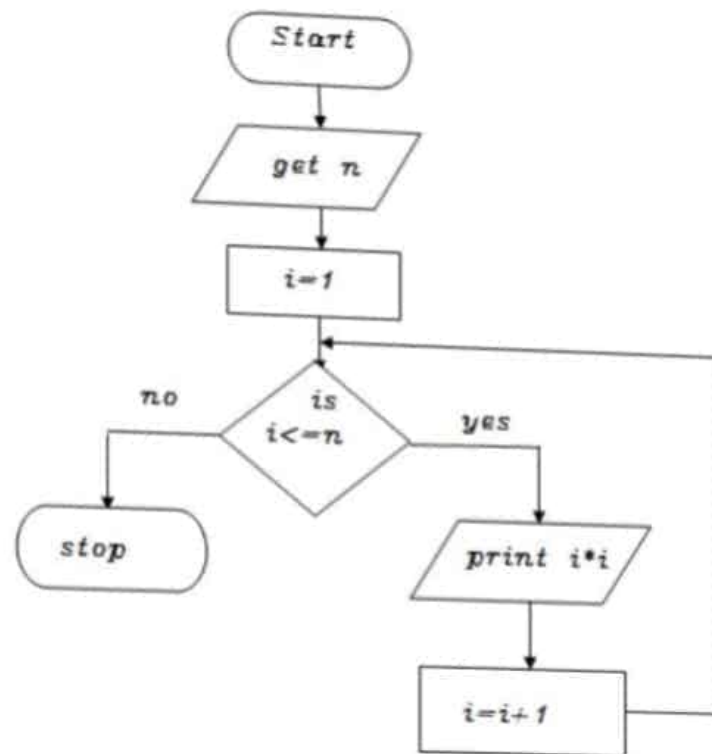 Start
get n
i=1
is
i<=n
no
yes
stop
print i*i
i=i+1